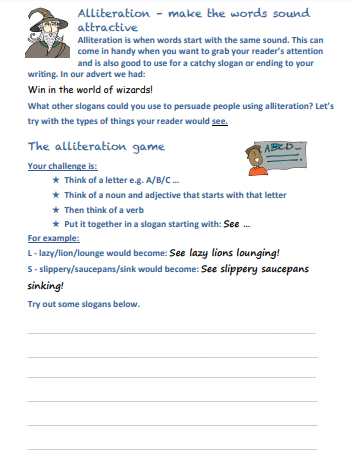 Alliteration – make the words sound
attractive
Alliteration is when words start with the same sound. This can
come in handy when you want to grab your reader's attention
and is also good to use for a catchy slogan or ending to your
writing. In our advert we had:
Win in the world of wizards!
What other slogans could you use to persuade people using alliteration? Let's
try with the types of things your reader would see.
The alliteration game
ABCD
Your challenge is:
★ Think of a letter e.g. A/B/C …
★ Think of a noun and adjective that starts with that letter
★ Then think of a verb
★ Put it together in a slogan starting with: See …
For example:
L - lazy/lion/lounge would become: See lazy lions lounging!
S - slippery/saucepans/sink would become: See slippery saucepans
sinking!
Try out some slogans below.